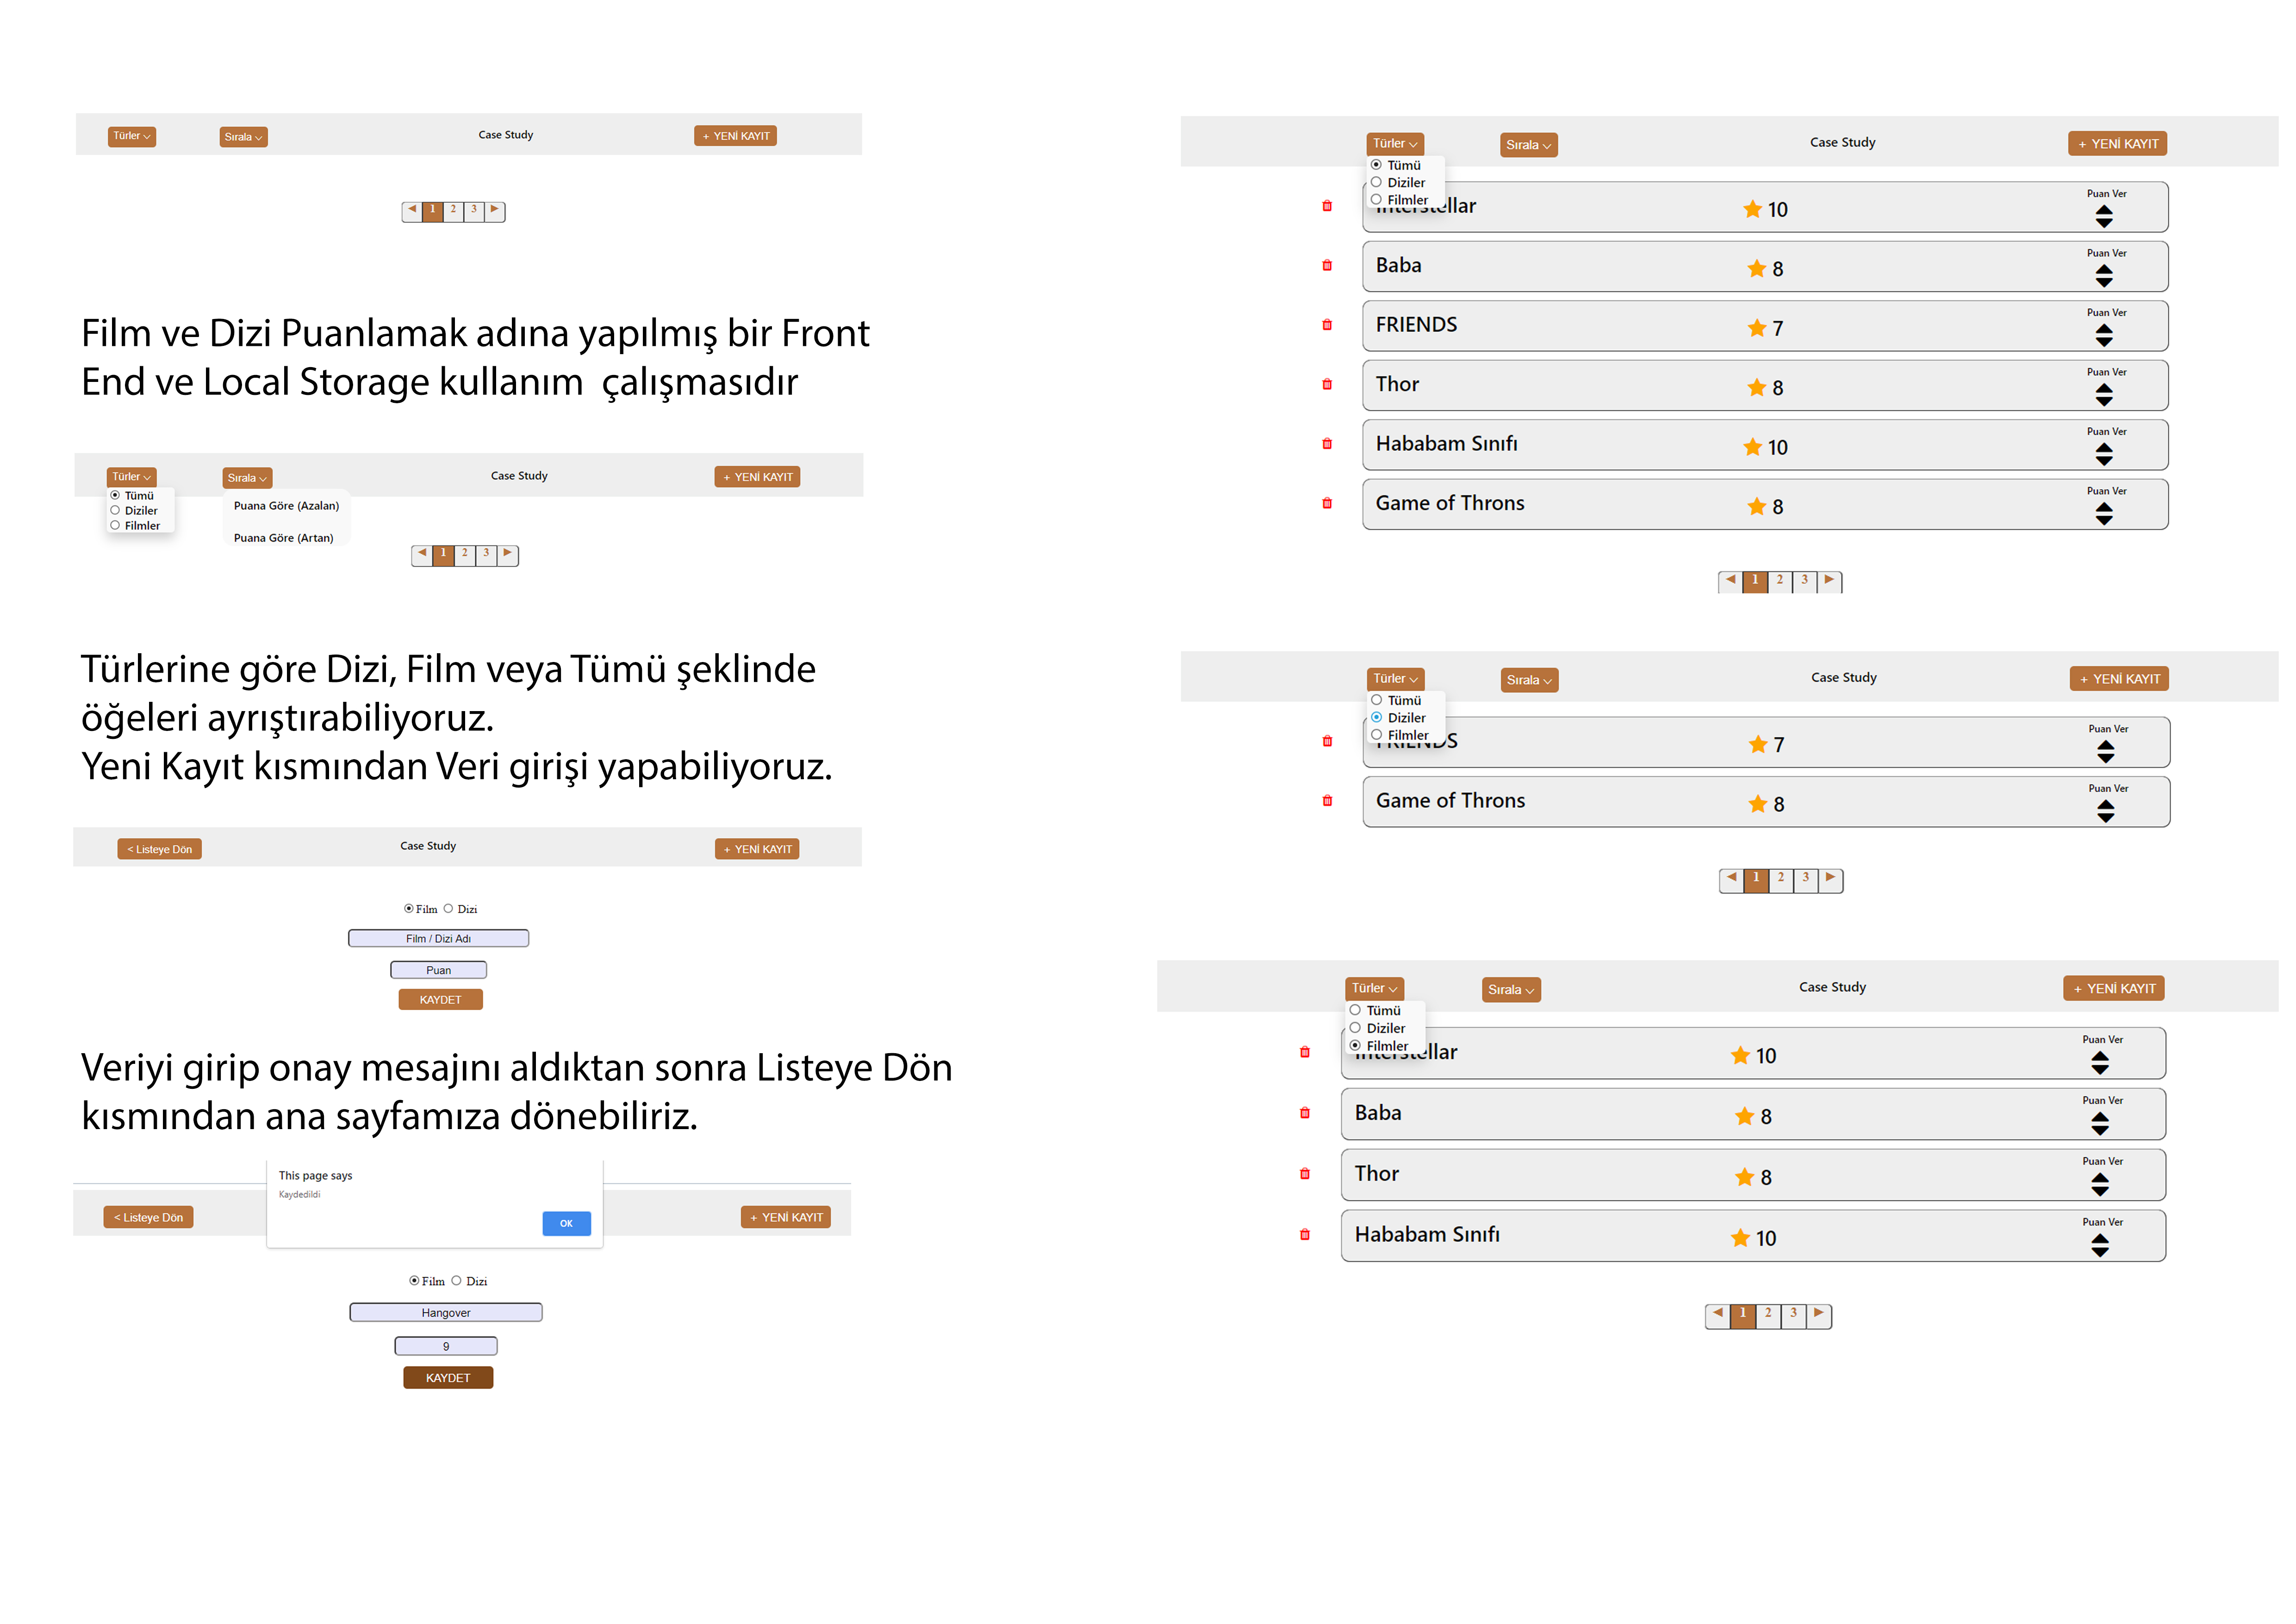 Türler Sırala Case Study + YENİ KAYIT
◄ 1 2 3 ►
Film ve Dizi Puanlamak adına yapılmış bir Front
End ve Local Storage kullanım çalışmasıdır
Türler Sırala Case Study + YENİ KAYIT
Tümü
Diziler
Filmler
Puana Göre (Azalan)
Puana Göre (Artan)
◄ 1 2 3 ►
Türlerine göre Dizi, Film veya Tümü şeklinde
öğeleri ayrıştırabiliyoruz.
Yeni Kayıt kısmından Veri girişi yapabiliyoruz.
< Listeye Dön Case Study + YENİ KAYIT
Film Dizi
Film / Dizi Adı
Puan
KAYDET
Veriyi girip onay mesajını aldıktan sonra Listeye Dön
kısmından ana sayfamıza dönebiliriz.
This page says
Kaydedildi
OK
< Listeye Dön + YENİ KAYIT
Film Dizi
Hangover
9
KAYDET
Türler Sırala Case Study + YENİ KAYIT
Tümü
Diziler
Filmler
Interstellar 10 Puan Ver
Baba 8 Puan Ver
FRIENDS 7 Puan Ver
Thor 8 Puan Ver
Hababam Sınıfı 10 Puan Ver
Game of Throns 8 Puan Ver
◄ 1 2 3 ►
Türler Sırala Case Study + YENİ KAYIT
Tümü
Diziler
Filmler
FRIENDS 7 Puan Ver
Game of Throns 8 Puan Ver
◄ 1 2 3 ►
Türler Sırala Case Study + YENİ KAYIT
Tümü
Diziler
Filmler
Interstellar 10 Puan Ver
Baba 8 Puan Ver
Thor 8 Puan Ver
Hababam Sınıfı 10 Puan Ver
◄ 1 2 3 ►